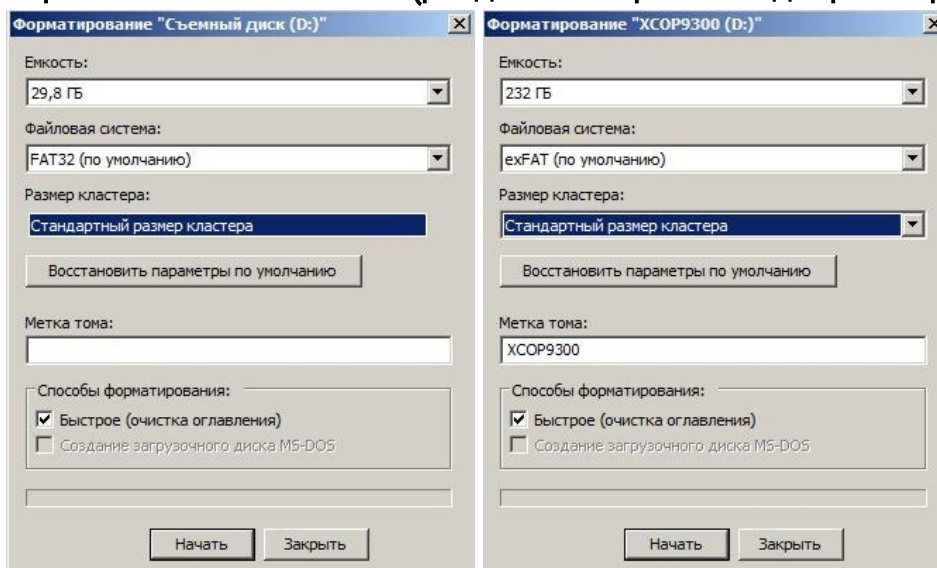 Форматирование "Съемный диск (D:)"
Емкость:
29,8 ГБ
Файловая система:
FAT32 (по умолчанию)
Размер кластера:
Стандартный размер кластера
Восстановить параметры по умолчанию
Метка тома:
Способы форматирования:
Быстрое (очистка оглавления)
Создание загрузочного диска MS-DOS
Начать
Закрыть
Форматирование "XCOP9300 (D:)"
Емкость:
232 ГБ
Файловая система:
exFAT (по умолчанию)
Размер кластера:
Стандартный размер кластера
Восстановить параметры по умолчанию
Метка тома:
XCOP9300
Способы форматирования:
Быстрое (очистка оглавления)
Создание загрузочного диска MS-DOS
Начать
Закрыть